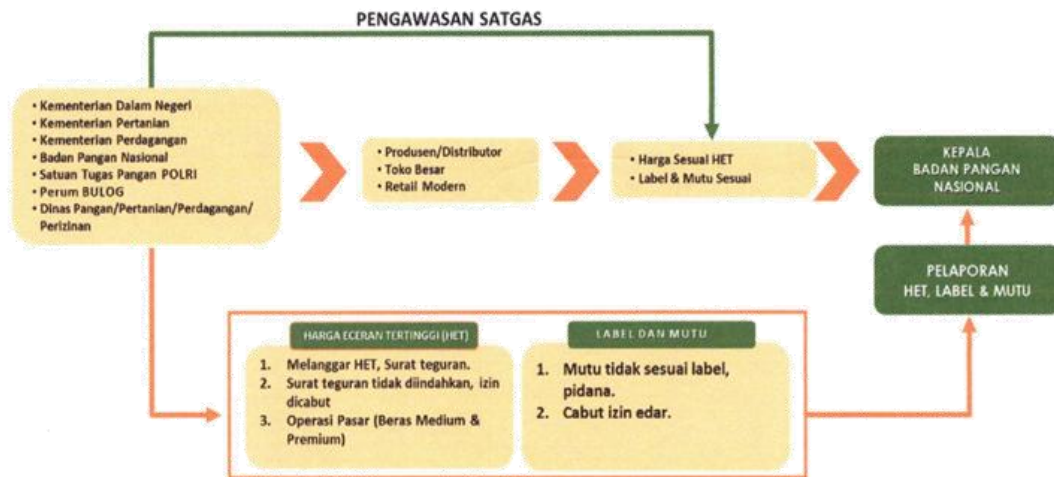 PENGAWASAN SATGAS
• Kementerian Dalam Negeri
• Kementerian Pertanian
• Kementerian Perdagangan
• Badan Pangan Nasional
• Satuan Tugas Pangan POLRI
• Perum BULOG
• Dinas Pangan/Pertanian/Perdagangan/
Perizinan
• Produsen/Distributor
• Toko Besar
• Retail Modern
• Harga Sesuai HET
• Label & Mutu Sesuai
KEPALA
BADAN PANGAN
NASIONAL
PELAPORAN
HET, LABEL & MUTU
HARGA ECERAN TERTINGGI (HET)
1. Melanggar HET, Surat teguran.
2. Surat teguran tidak diindahkan, izin
dicabut
3. Operasi Pasar (Beras Medium &
Premium)
LABEL DAN MUTU
1. Mutu tidak sesuai label,
pidana.
2. Cabut izin edar.